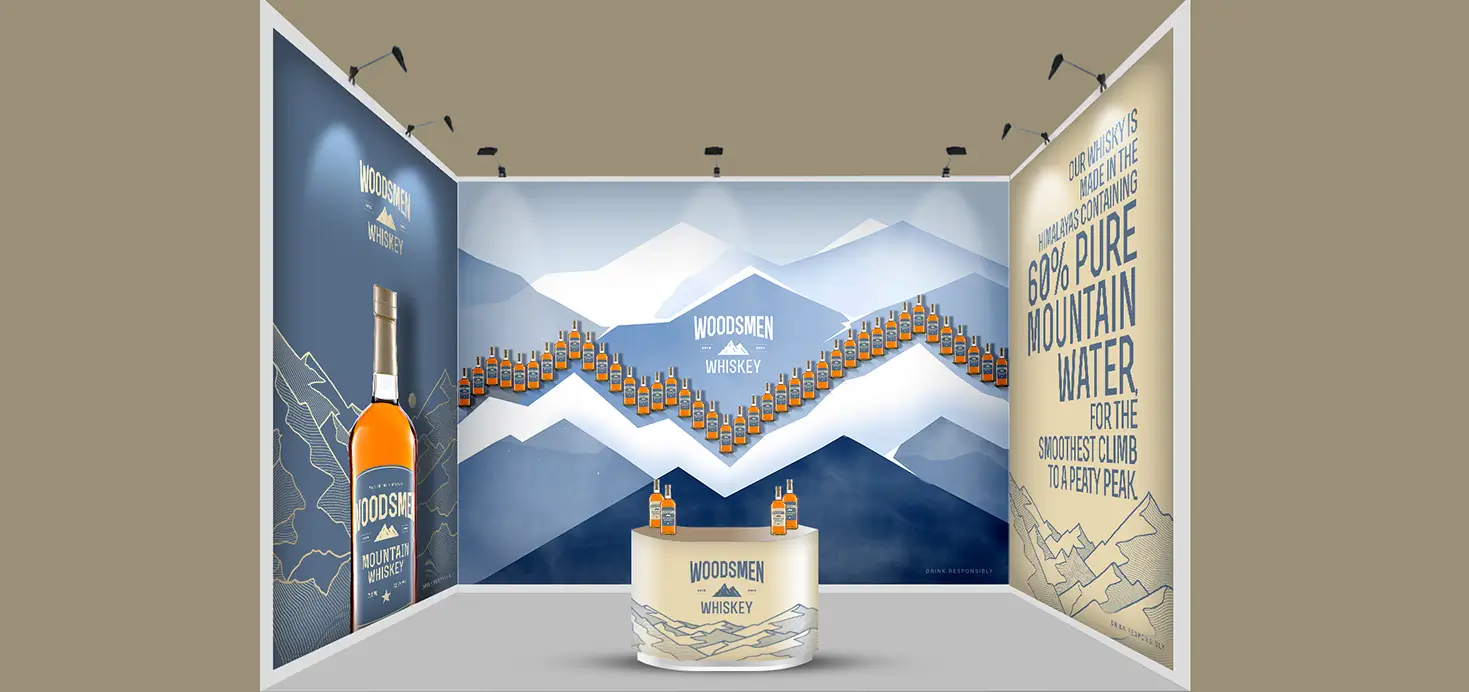 WOODSMEN
WHISKEY
WOODSMEN
MOUNTAIN
WHISKEY
WOODSMEN
WHISKEY
DRINK RESPONSIBLY
WOODSMEN
WHISKEY
OUR WHISKY IS
MADE IN THE
HIMALAYAS CONTAINING
60% PURE
MOUNTAIN
WATER,
FOR THE
SMOOTHEST CLIMB
TO A PEATY PEAK.
DRINK RESPONSIBLY